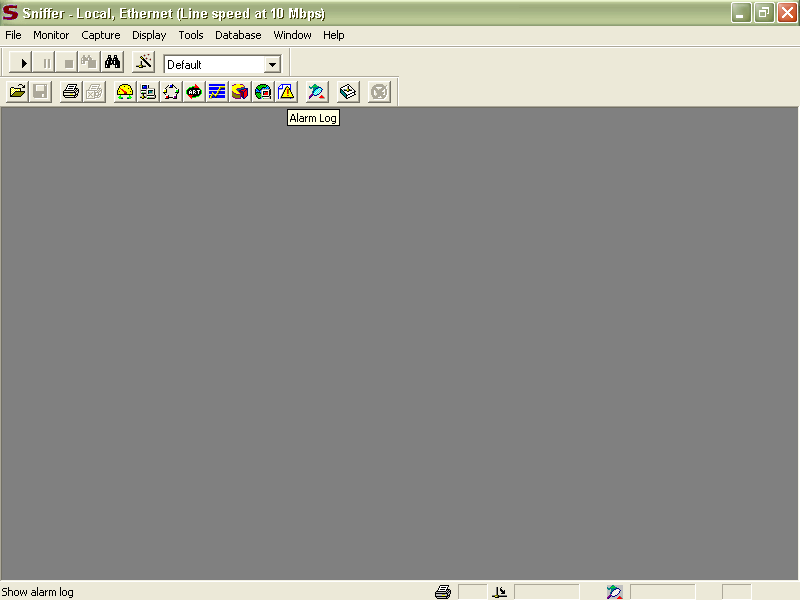 S Sniffer - Local, Ethernet (Line speed at 10 Mbps)
File Monitor Capture Display Tools Database Window Help
Default
ART
Alarm Log
Show alarm log